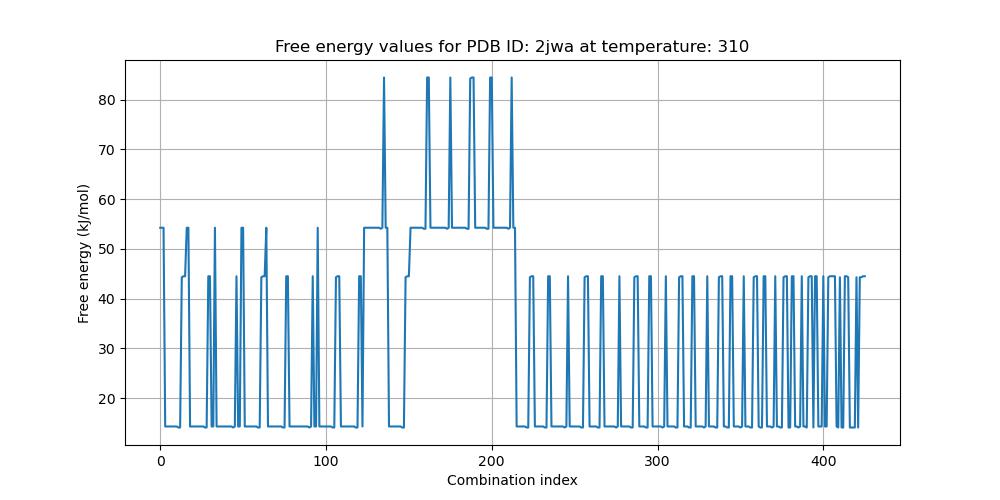 Free energy values for PDB ID: 2jwa at temperature: 310
Free energy (kJ/mol)
80
70
60
50
40
30
20
0 100 200 300 400
Combination index